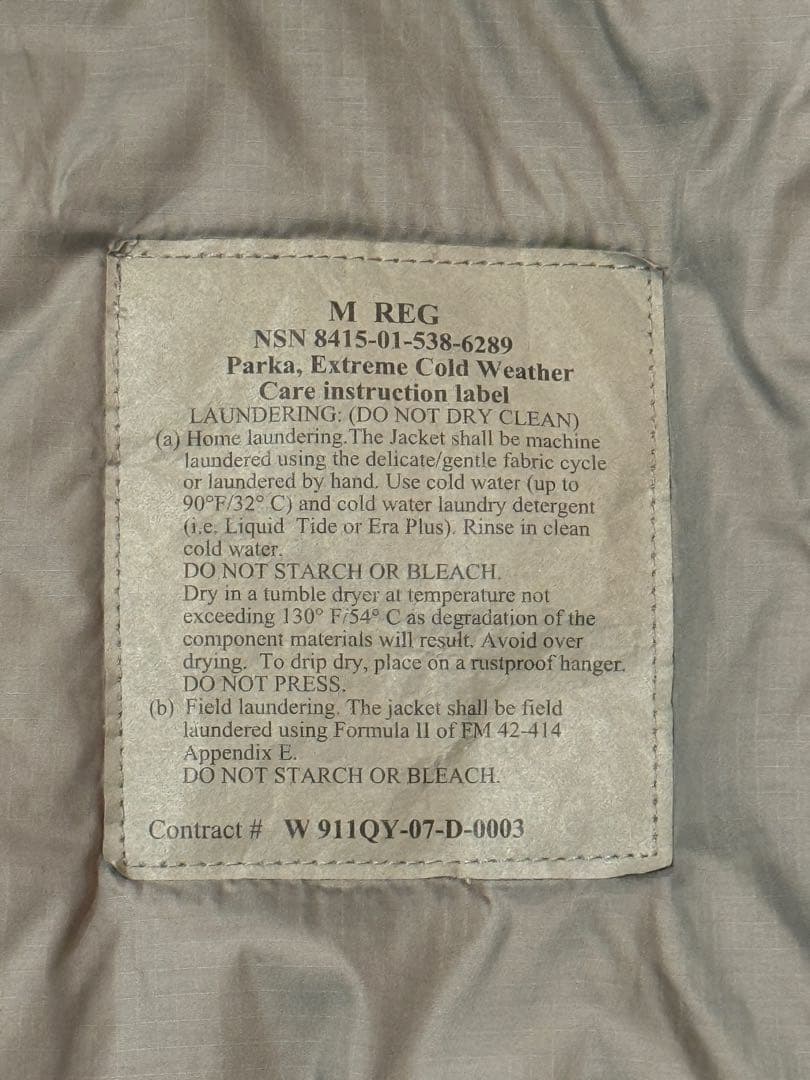 M REG
NSN 8415-01-538-6289
Parka, Extreme Cold Weather
Care instruction label
LAUNDERING: (DO NOT DRY CLEAN)
(a) Home laundering.The Jacket shall be machine
laundered using the delicate/gentle fabric cycle
or laundered by hand. Use cold water (up to
90°F/32° C) and cold water laundry detergent
(i.e. Liquid Tide or Era Plus). Rinse in clean
cold water.
DO NOT STARCH OR BLEACH.
Dry in a tumble dryer at temperature not
exceeding 130° F/54° C as degradation of the
component materials will result. Avoid over
drying. To drip dry, place on a rustproof hanger.
DO NOT PRESS.
(b) Field laundering. The jacket shall be field
laundered using Formula II of FM 42-414
Appendix E.
DO NOT STARCH OR BLEACH.
Contract # W 911QY-07-D-0003